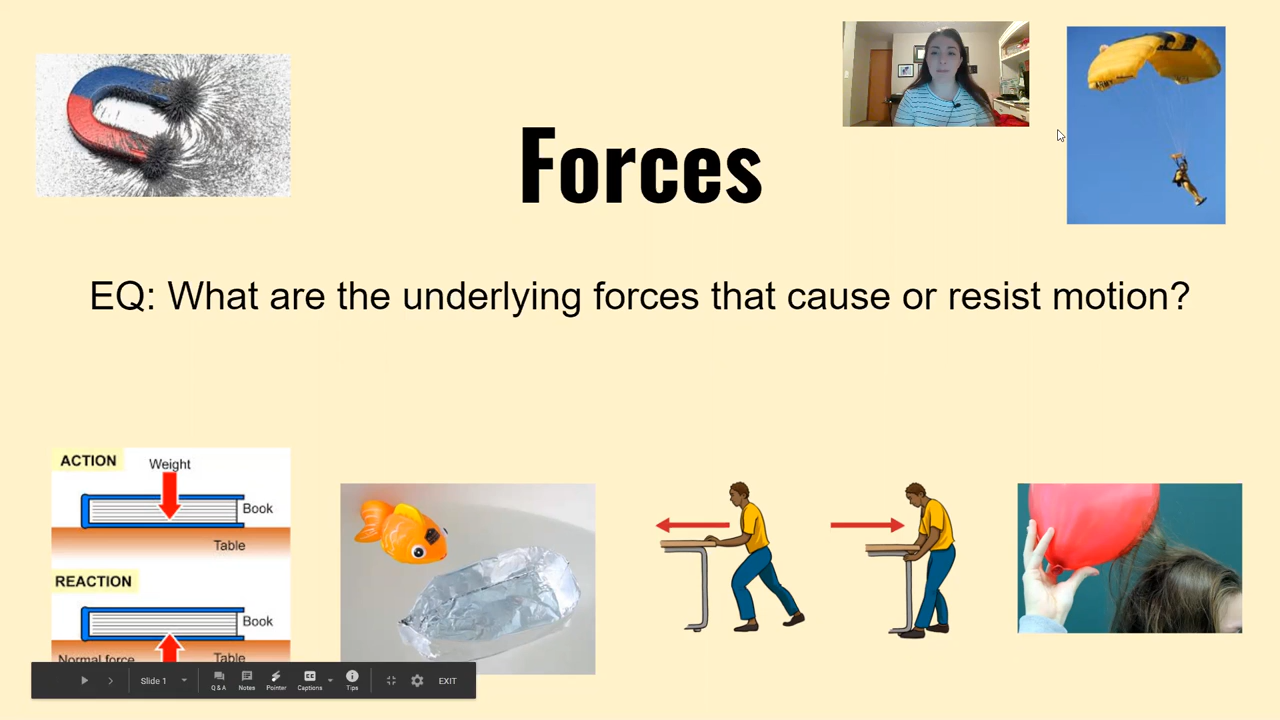 Forces
EQ: What are the underlying forces that cause or resist motion?
ACTION
Weight
Book
Table
REACTION
Book
Normal force
Table
Slide 1
Q & A
Notes
Pointer
Captions
Tips
EXIT